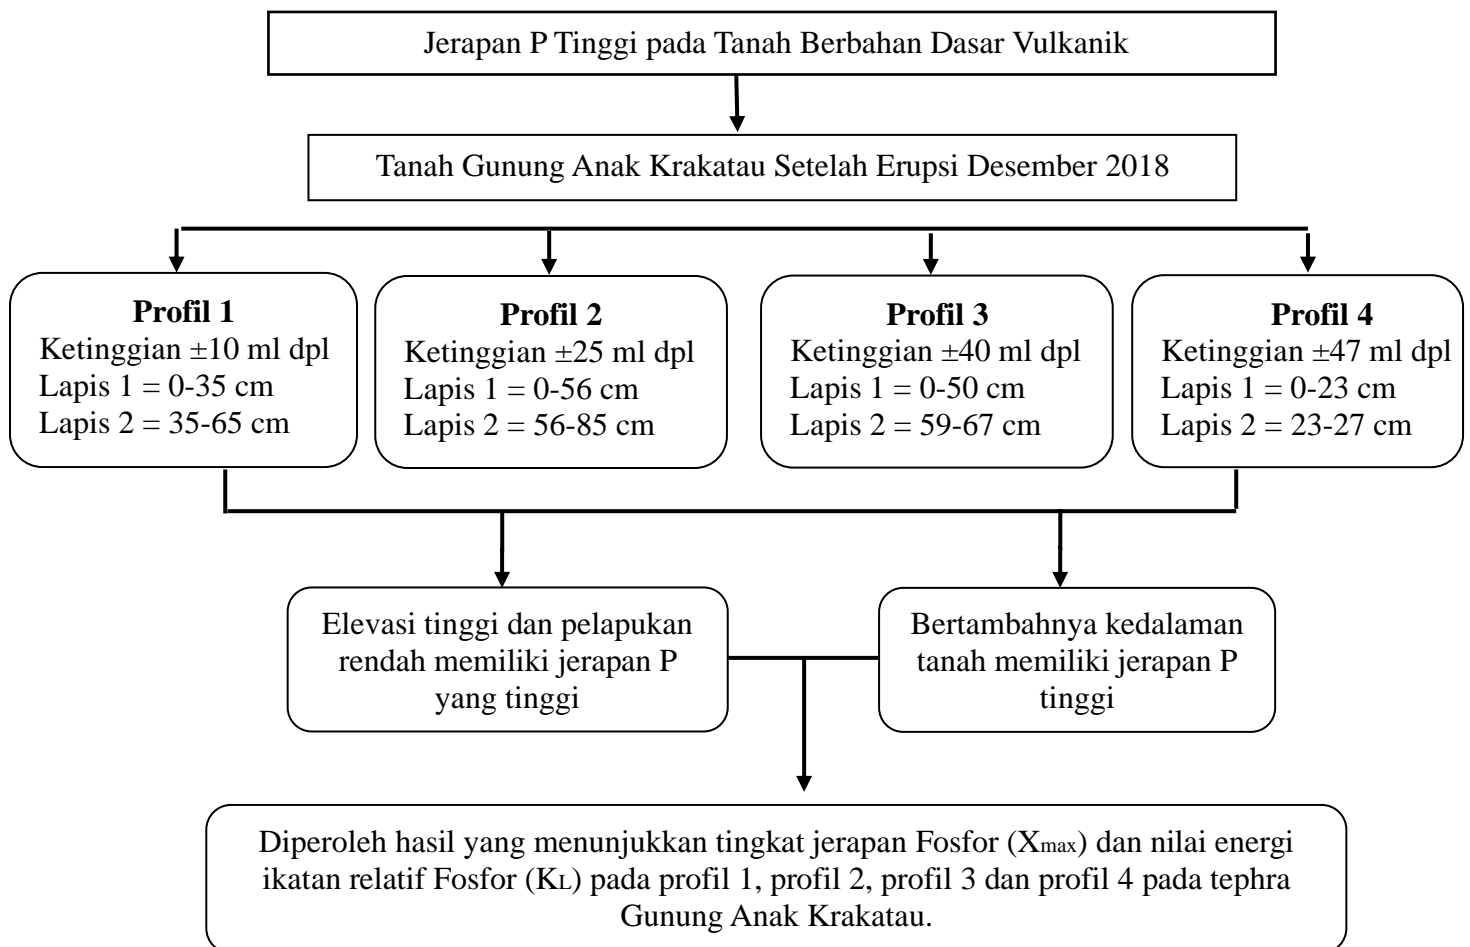 Jerapan P Tinggi pada Tanah Berbahan Dasar Vulkanik
Tanah Gunung Anak Krakatau Setelah Erupsi Desember 2018
Profil 1
Ketinggian ±10 ml dpl
Lapis 1 = 0-35 cm
Lapis 2 = 35-65 cm
Profil 2
Ketinggian ±25 ml dpl
Lapis 1 = 0-56 cm
Lapis 2 = 56-85 cm
Profil 3
Ketinggian ±40 ml dpl
Lapis 1 = 0-50 cm
Lapis 2 = 59-67 cm
Profil 4
Ketinggian ±47 ml dpl
Lapis 1 = 0-23 cm
Lapis 2 = 23-27 cm
Elevasi tinggi dan pelapukan
rendah memiliki jerapan P
yang tinggi
Bertambahnya kedalaman
tanah memiliki jerapan P
tinggi
Diperoleh hasil yang menunjukkan tingkat jerapan Fosfor (Xmax) dan nilai energi
ikatan relatif Fosfor (KL) pada profil 1, profil 2, profil 3 dan profil 4 pada tephra
Gunung Anak Krakatau.